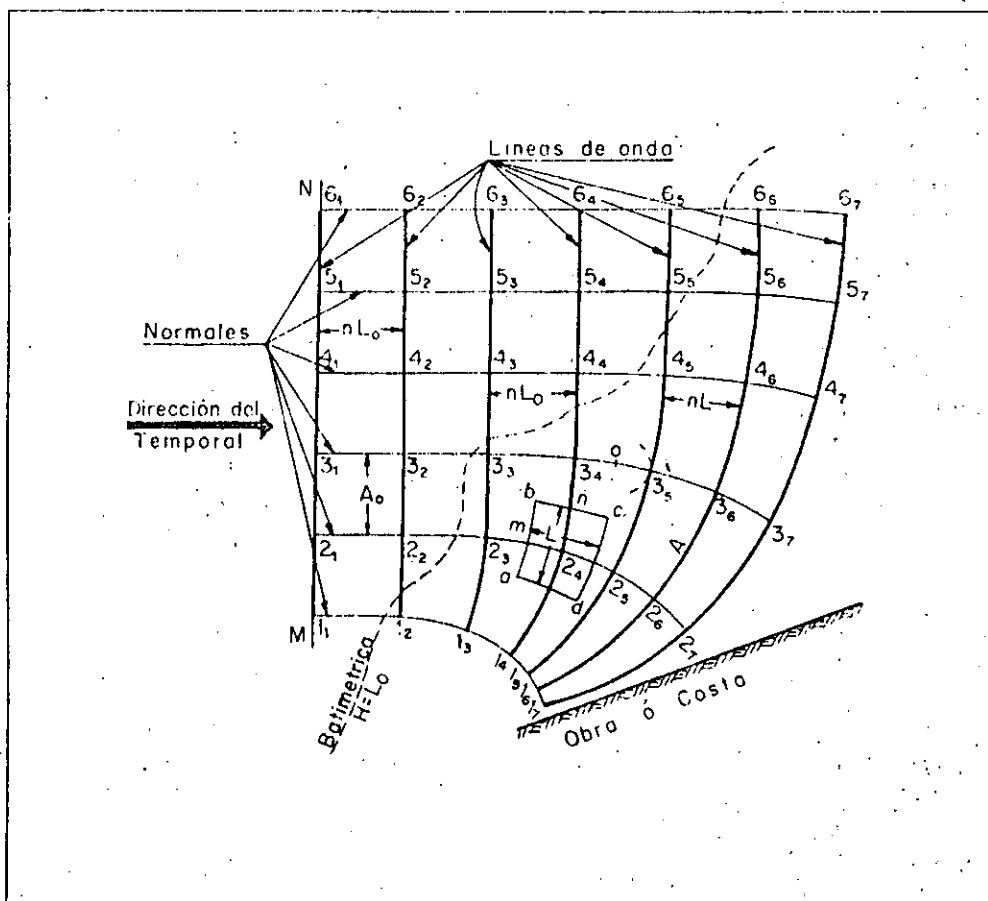 Líneas de onda
N 6₁ 6₂ 6₃ 6₄ 6₅ 6₆ 6₇
5₁ 5₂ 5₃ 5₄ 5₅ 5₆ 5₇
Normales
nL₀
4₁ 4₂ 4₃ 4₄ 4₅ 4₆ 4₇
nL₀ nL
Dirección del
Temporal
3₁ 3₂ 3₃ 3₄ 3₅ 3₆ 3₇
A₀
b n c
m L
A
2₁ 2₂ 2₃ 2₄ 2₅ 2₆ 2₇
a d
M 1₁ 1₂ 1₃ 1₄ 1₅ 1₆ 1₇
Batimetrica
H=L₀
Obra ó Costa